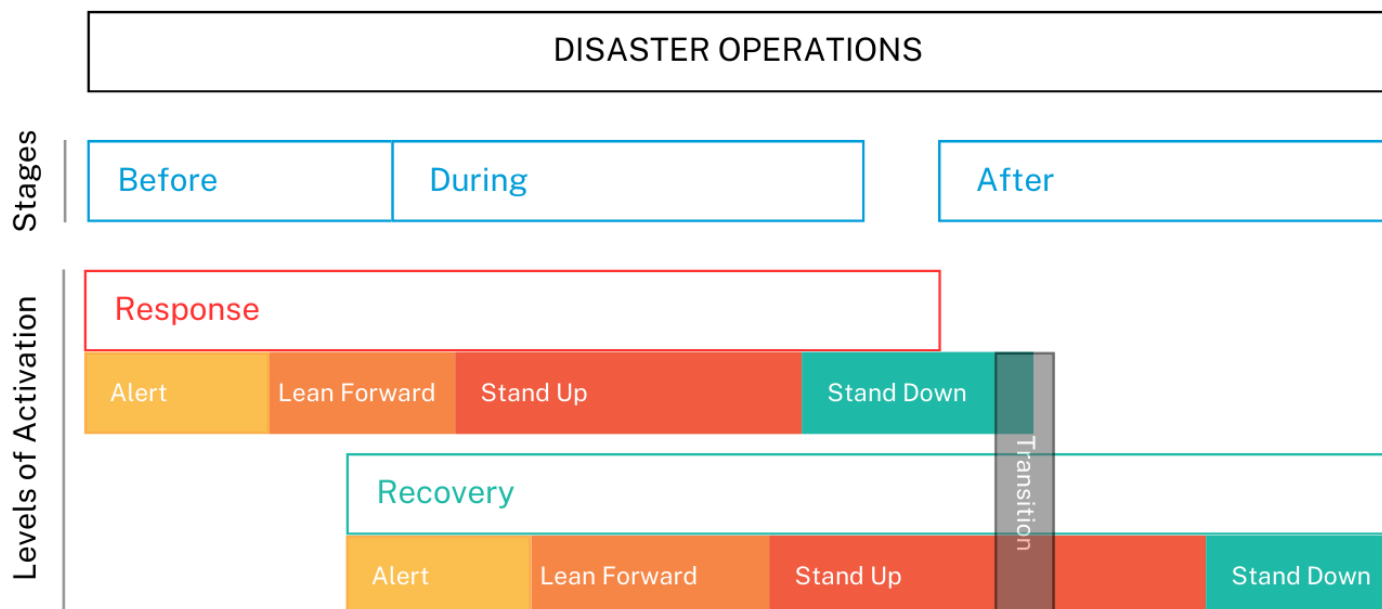 DISASTER OPERATIONS
Stages
Before
During
After
Levels of Activation
Response
Alert
Lean Forward
Stand Up
Stand Down
Transition
Recovery
Alert
Lean Forward
Stand Up
Stand Down